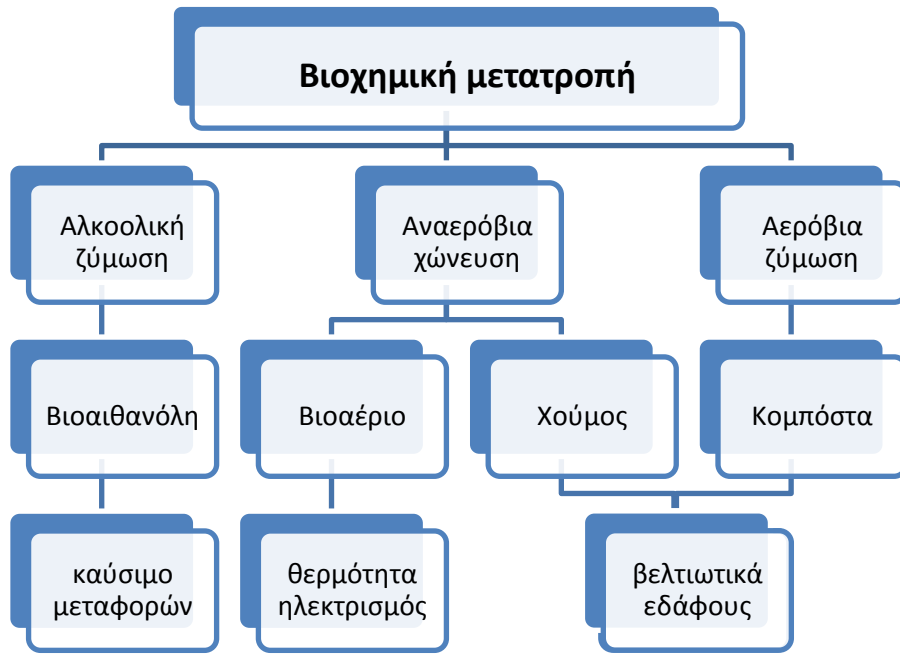 Βιοχημική μετατροπή
Αλκοολική
ζύμωση
Αναερόβια
χώνευση
Αερόβια
ζύμωση
Βιοαιθανόλη
Βιοαέριο
Χούμος
Κομπόστα
καύσιμο
μεταφορών
θερμότητα
ηλεκτρισμός
βελτιωτικά
εδάφους